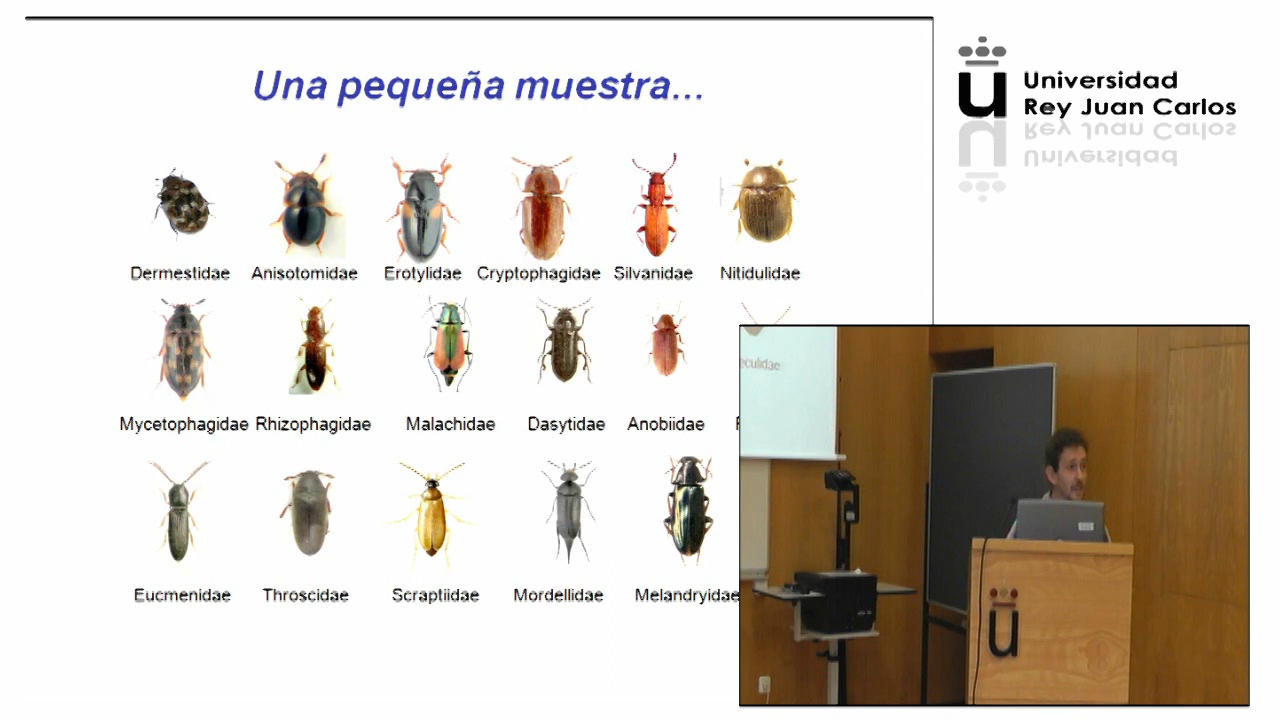 Una pequeña muestra...
Universidad
Rey Juan Carlos
Dermestidae Anisotomidae Erotylidae Cryptophagidae Silvanidae Nitidulidae
Mycetophagidae Rhizophagidae Malachidae Dasytidae Anobiidae
Eucmenidae Throscidae Scraptiidae Mordellidae Melandryidae